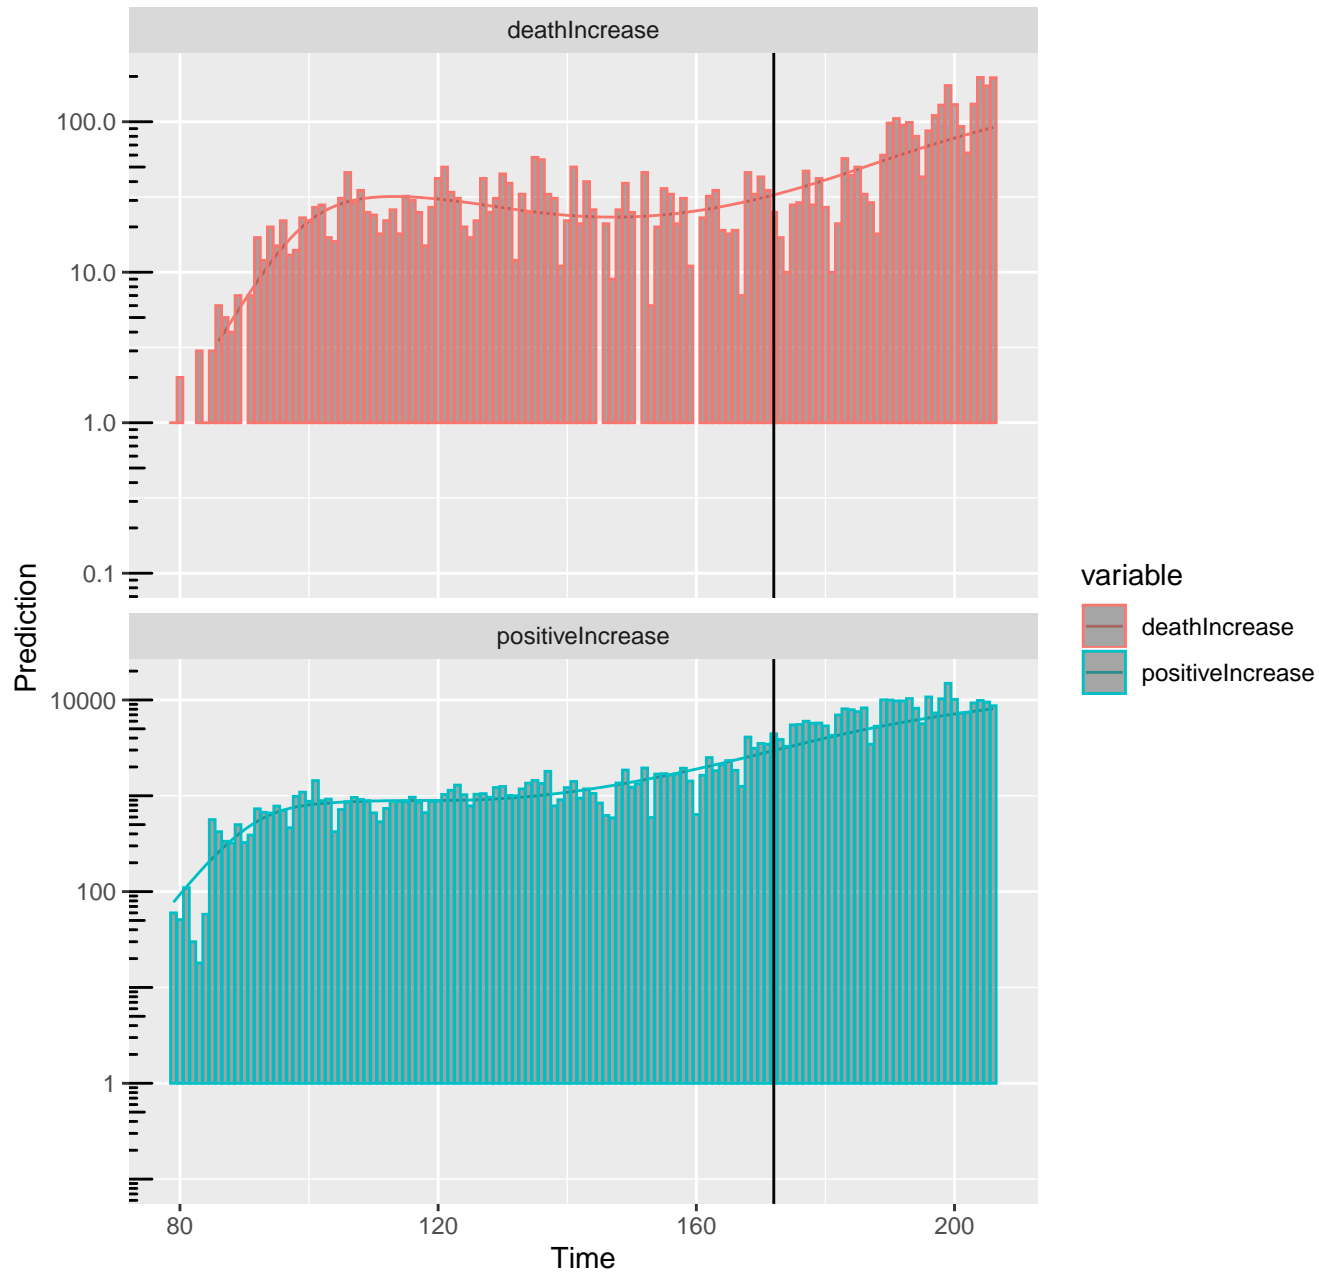 deathIncrease
100.0
10.0
1.0
0.1
Prediction
positiveIncrease
10000
100
1
80 120 160 200
Time
variable
deathIncrease
positiveIncrease